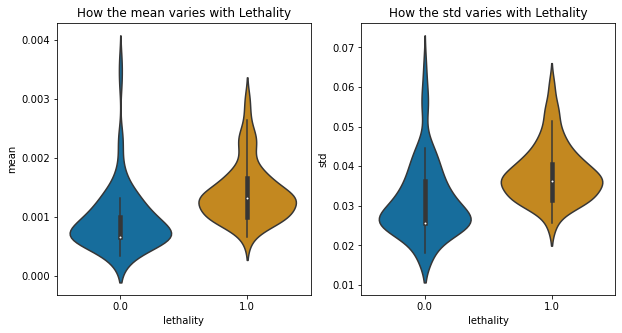 How the mean varies with Lethality
0.004
0.003
0.002
0.001
0.000
mean
0.0
1.0
lethality
How the std varies with Lethality
0.07
0.06
0.05
0.04
0.03
0.02
0.01
std
0.0
1.0
lethality